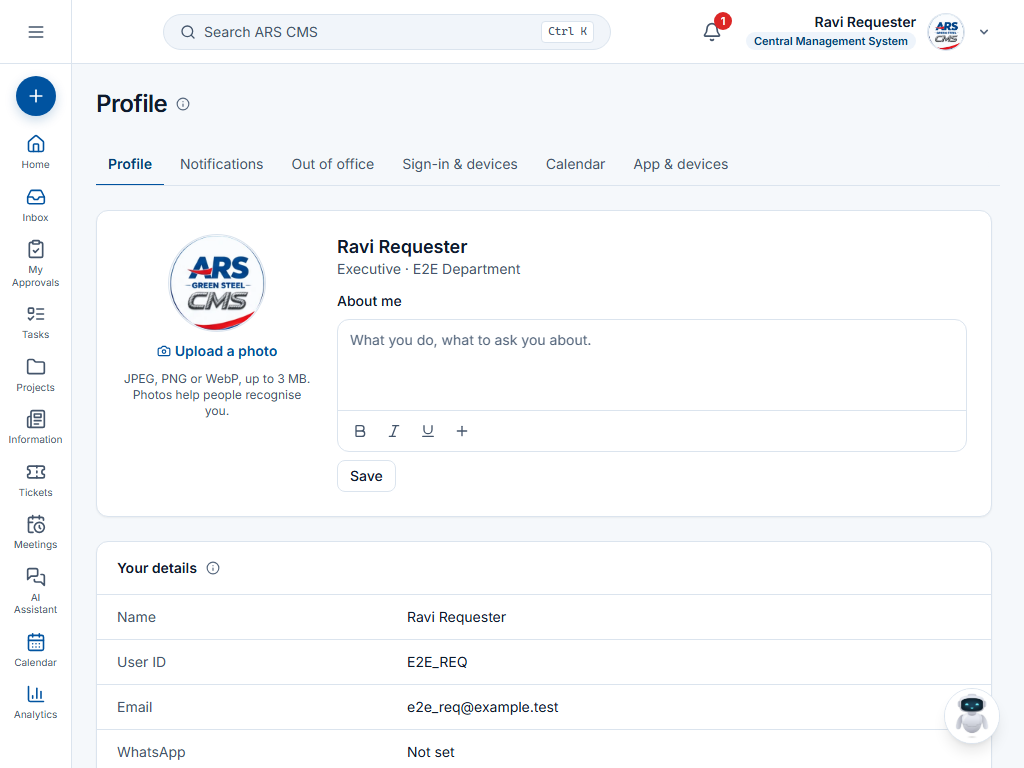 Search ARS CMS
Ctrl K
1
Ravi Requester
Central Management System
ARS
GREEN STEEL
CMS
Home
Inbox
My
Approvals
Tasks
Projects
Information
Tickets
Meetings
AI
Assistant
Calendar
Analytics
Profile
Profile
Notifications
Out of office
Sign-in & devices
Calendar
App & devices
ARS
GREEN STEEL
CMS
Upload a photo
JPEG, PNG or WebP, up to 3 MB.
Photos help people recognise
you.
Ravi Requester
Executive · E2E Department
About me
What you do, what to ask you about.
B I U +
Save
Your details
Name Ravi Requester
User ID E2E_REQ
Email e2e_req@example.test
WhatsApp Not set